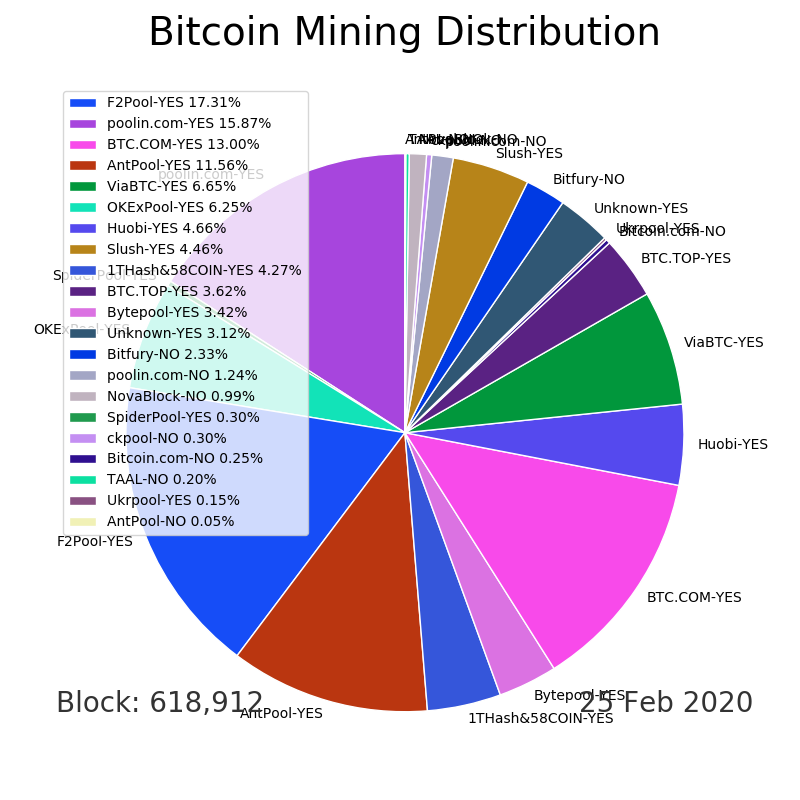 Bitcoin Mining Distribution
F2Pool-YES 17.31%
poolin.com-YES 15.87%
BTC.COM-YES 13.00%
AntPool-YES 11.56%
ViaBTC-YES 6.65%
OKExPool-YES 6.25%
Huobi-YES 4.66%
Slush-YES 4.46%
1THash&58COIN-YES 4.27%
BTC.TOP-YES 3.62%
Bytepool-YES 3.42%
Unknown-YES 3.12%
Bitfury-NO 2.33%
poolin.com-NO 1.24%
NovaBlock-NO 0.99%
SpiderPool-YES 0.30%
ckpool-NO 0.30%
Bitcoin.com-NO 0.25%
TAAL-NO 0.20%
Ukrpool-YES 0.15%
AntPool-NO 0.05%
poolin.com-YES
SpiderPool-YES
OKExPool-YES
F2Pool-YES
AntPool-YES
1THash&58COIN-YES
Bytepool-YES
BTC.COM-YES
Huobi-YES
ViaBTC-YES
BTC.TOP-YES
Bitcoin.com-NO
Ukrpool-YES
Unknown-YES
Bitfury-NO
Slush-YES
poolin.com-NO
Block: 618,912
25 Feb 2020